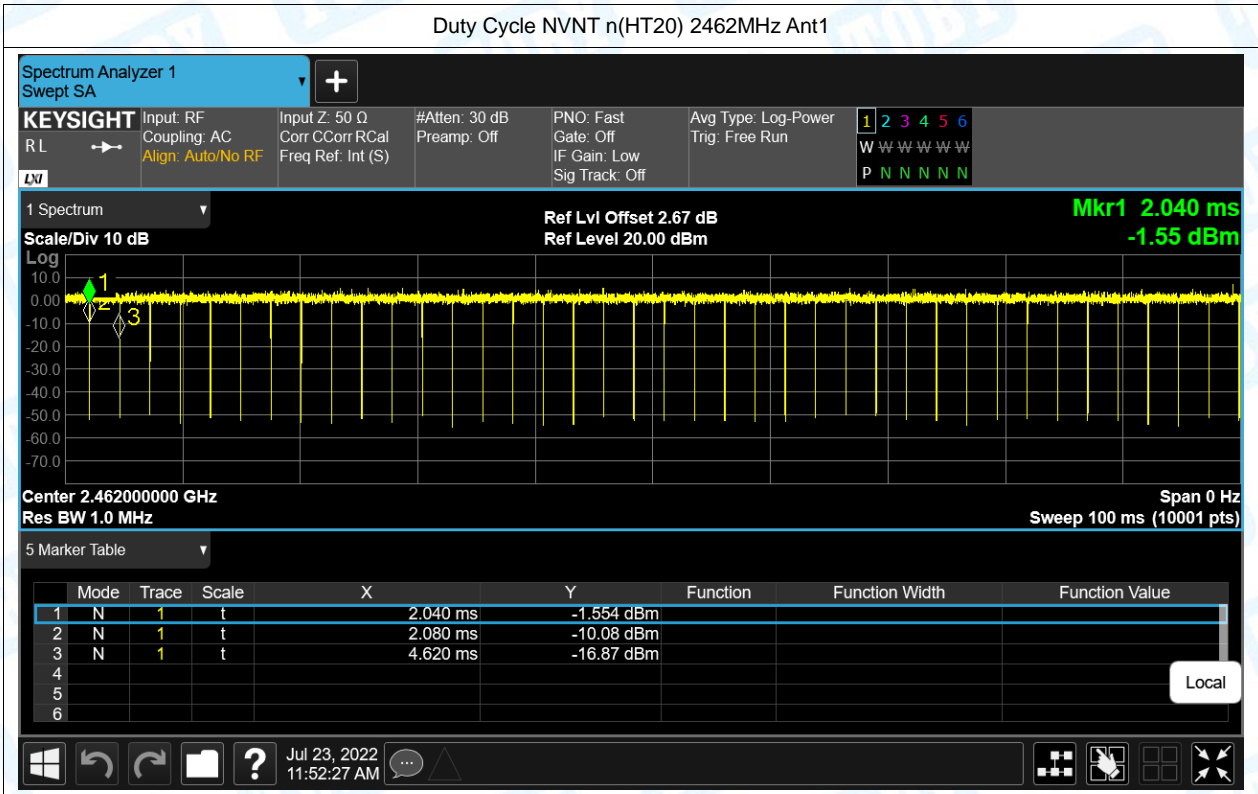 Duty Cycle NVNT n(HT20) 2462MHz Ant1
Spectrum Analyzer 1
Swept SA
KEYSIGHT
RL
LXI
Input: RF
Coupling: AC
Align: Auto/No RF
Input Z: 50 Ω
Corr CCorr RCal
Freq Ref: Int (S)
#Atten: 30 dB
Preamp: Off
PNO: Fast
Gate: Off
IF Gain: Low
Sig Track: Off
Avg Type: Log-Power
Trig: Free Run
1 2 3 4 5 6
W W W W W W
P N N N N N
1 Spectrum
Scale/Div 10 dB
Ref Lvl Offset 2.67 dB
Ref Level 20.00 dBm
Mkr1 2.040 ms
-1.55 dBm
Log
10.0
0.00
-10.0
-20.0
-30.0
-40.0
-50.0
-60.0
-70.0
1
2
3
Center 2.462000000 GHz
Span 0 Hz
Res BW 1.0 MHz
Sweep 100 ms (10001 pts)
5 Marker Table
Mode Trace Scale X Y Function Function Width Function Value
1 N 1 t 2.040 ms -1.554 dBm
2 N 1 t 2.080 ms -10.08 dBm
3 N 1 t 4.620 ms -16.87 dBm
4
5
6
Local
?
Jul 23, 2022
11:52:27 AM